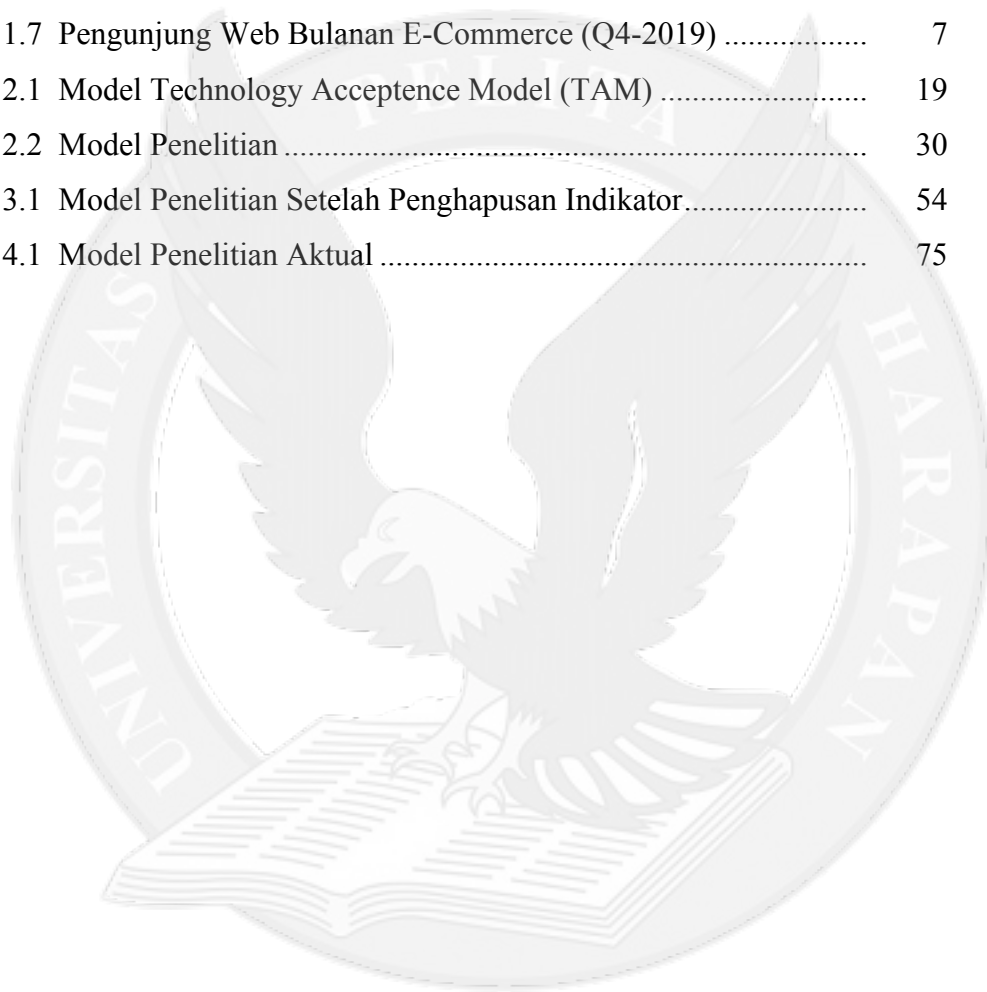 1.7 Pengunjung Web Bulanan E-Commerce (Q4-2019) .................. 7
2.1 Model Technology Acceptence Model (TAM) .......................... 19
2.2 Model Penelitian .......................................................................... 30
3.1 Model Penelitian Setelah Penghapusan Indikator....................... 54
4.1 Model Penelitian Aktual .............................................................. 75
UNIVERSITAS PELITA HARAPAN